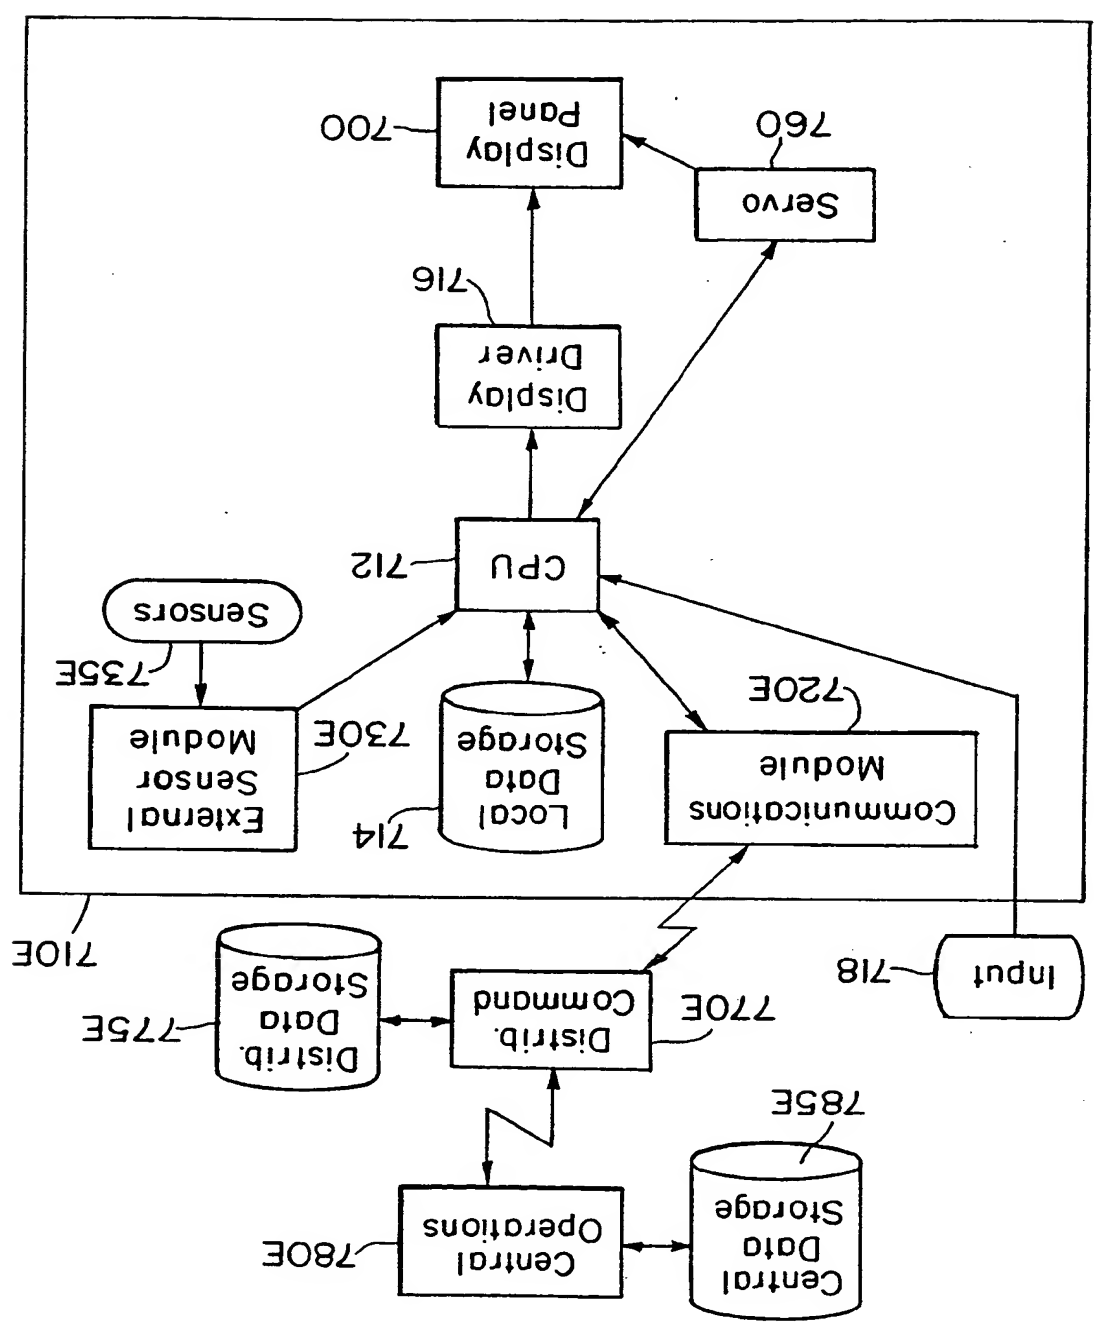 Central
Data
Storage
785E
Central
Operations
780E
Distrib.
Command
770E
Distrib.
Data
Storage
775E
Input
718
710E
Communications
Module
720E
Local
Data
Storage
714
External
Sensor
Module
730E
Sensors
735E
CPU
712
Display
Driver
716
Servo
760
Display
Panel
700